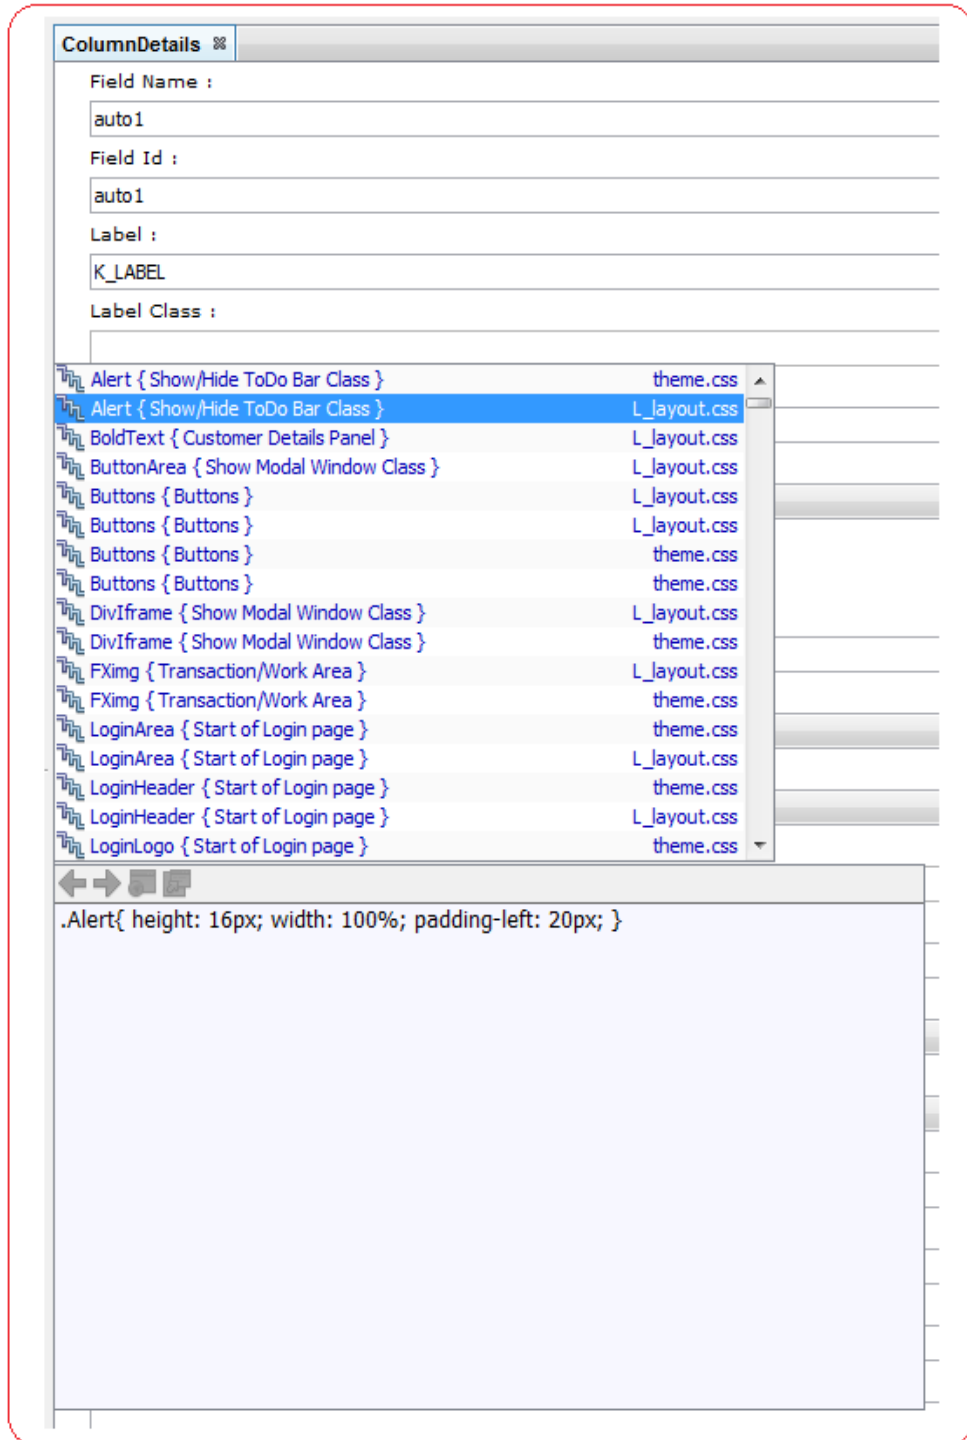 ColumnDetails
Field Name :
auto1
Field Id :
auto1
Label :
K_LABEL
Label Class :
Alert { Show/Hide ToDo Bar Class } theme.css
Alert { Show/Hide ToDo Bar Class } L_layout.css
BoldText { Customer Details Panel } L_layout.css
ButtonArea { Show Modal Window Class } L_layout.css
Buttons { Buttons } L_layout.css
Buttons { Buttons } L_layout.css
Buttons { Buttons } theme.css
Buttons { Buttons } theme.css
DivIframe { Show Modal Window Class } L_layout.css
DivIframe { Show Modal Window Class } theme.css
FXimg { Transaction/Work Area } L_layout.css
FXimg { Transaction/Work Area } theme.css
LoginArea { Start of Login page } theme.css
LoginArea { Start of Login page } L_layout.css
LoginHeader { Start of Login page } theme.css
LoginHeader { Start of Login page } L_layout.css
LoginLogo { Start of Login page } theme.css
.Alert{ height: 16px; width: 100%; padding-left: 20px; }